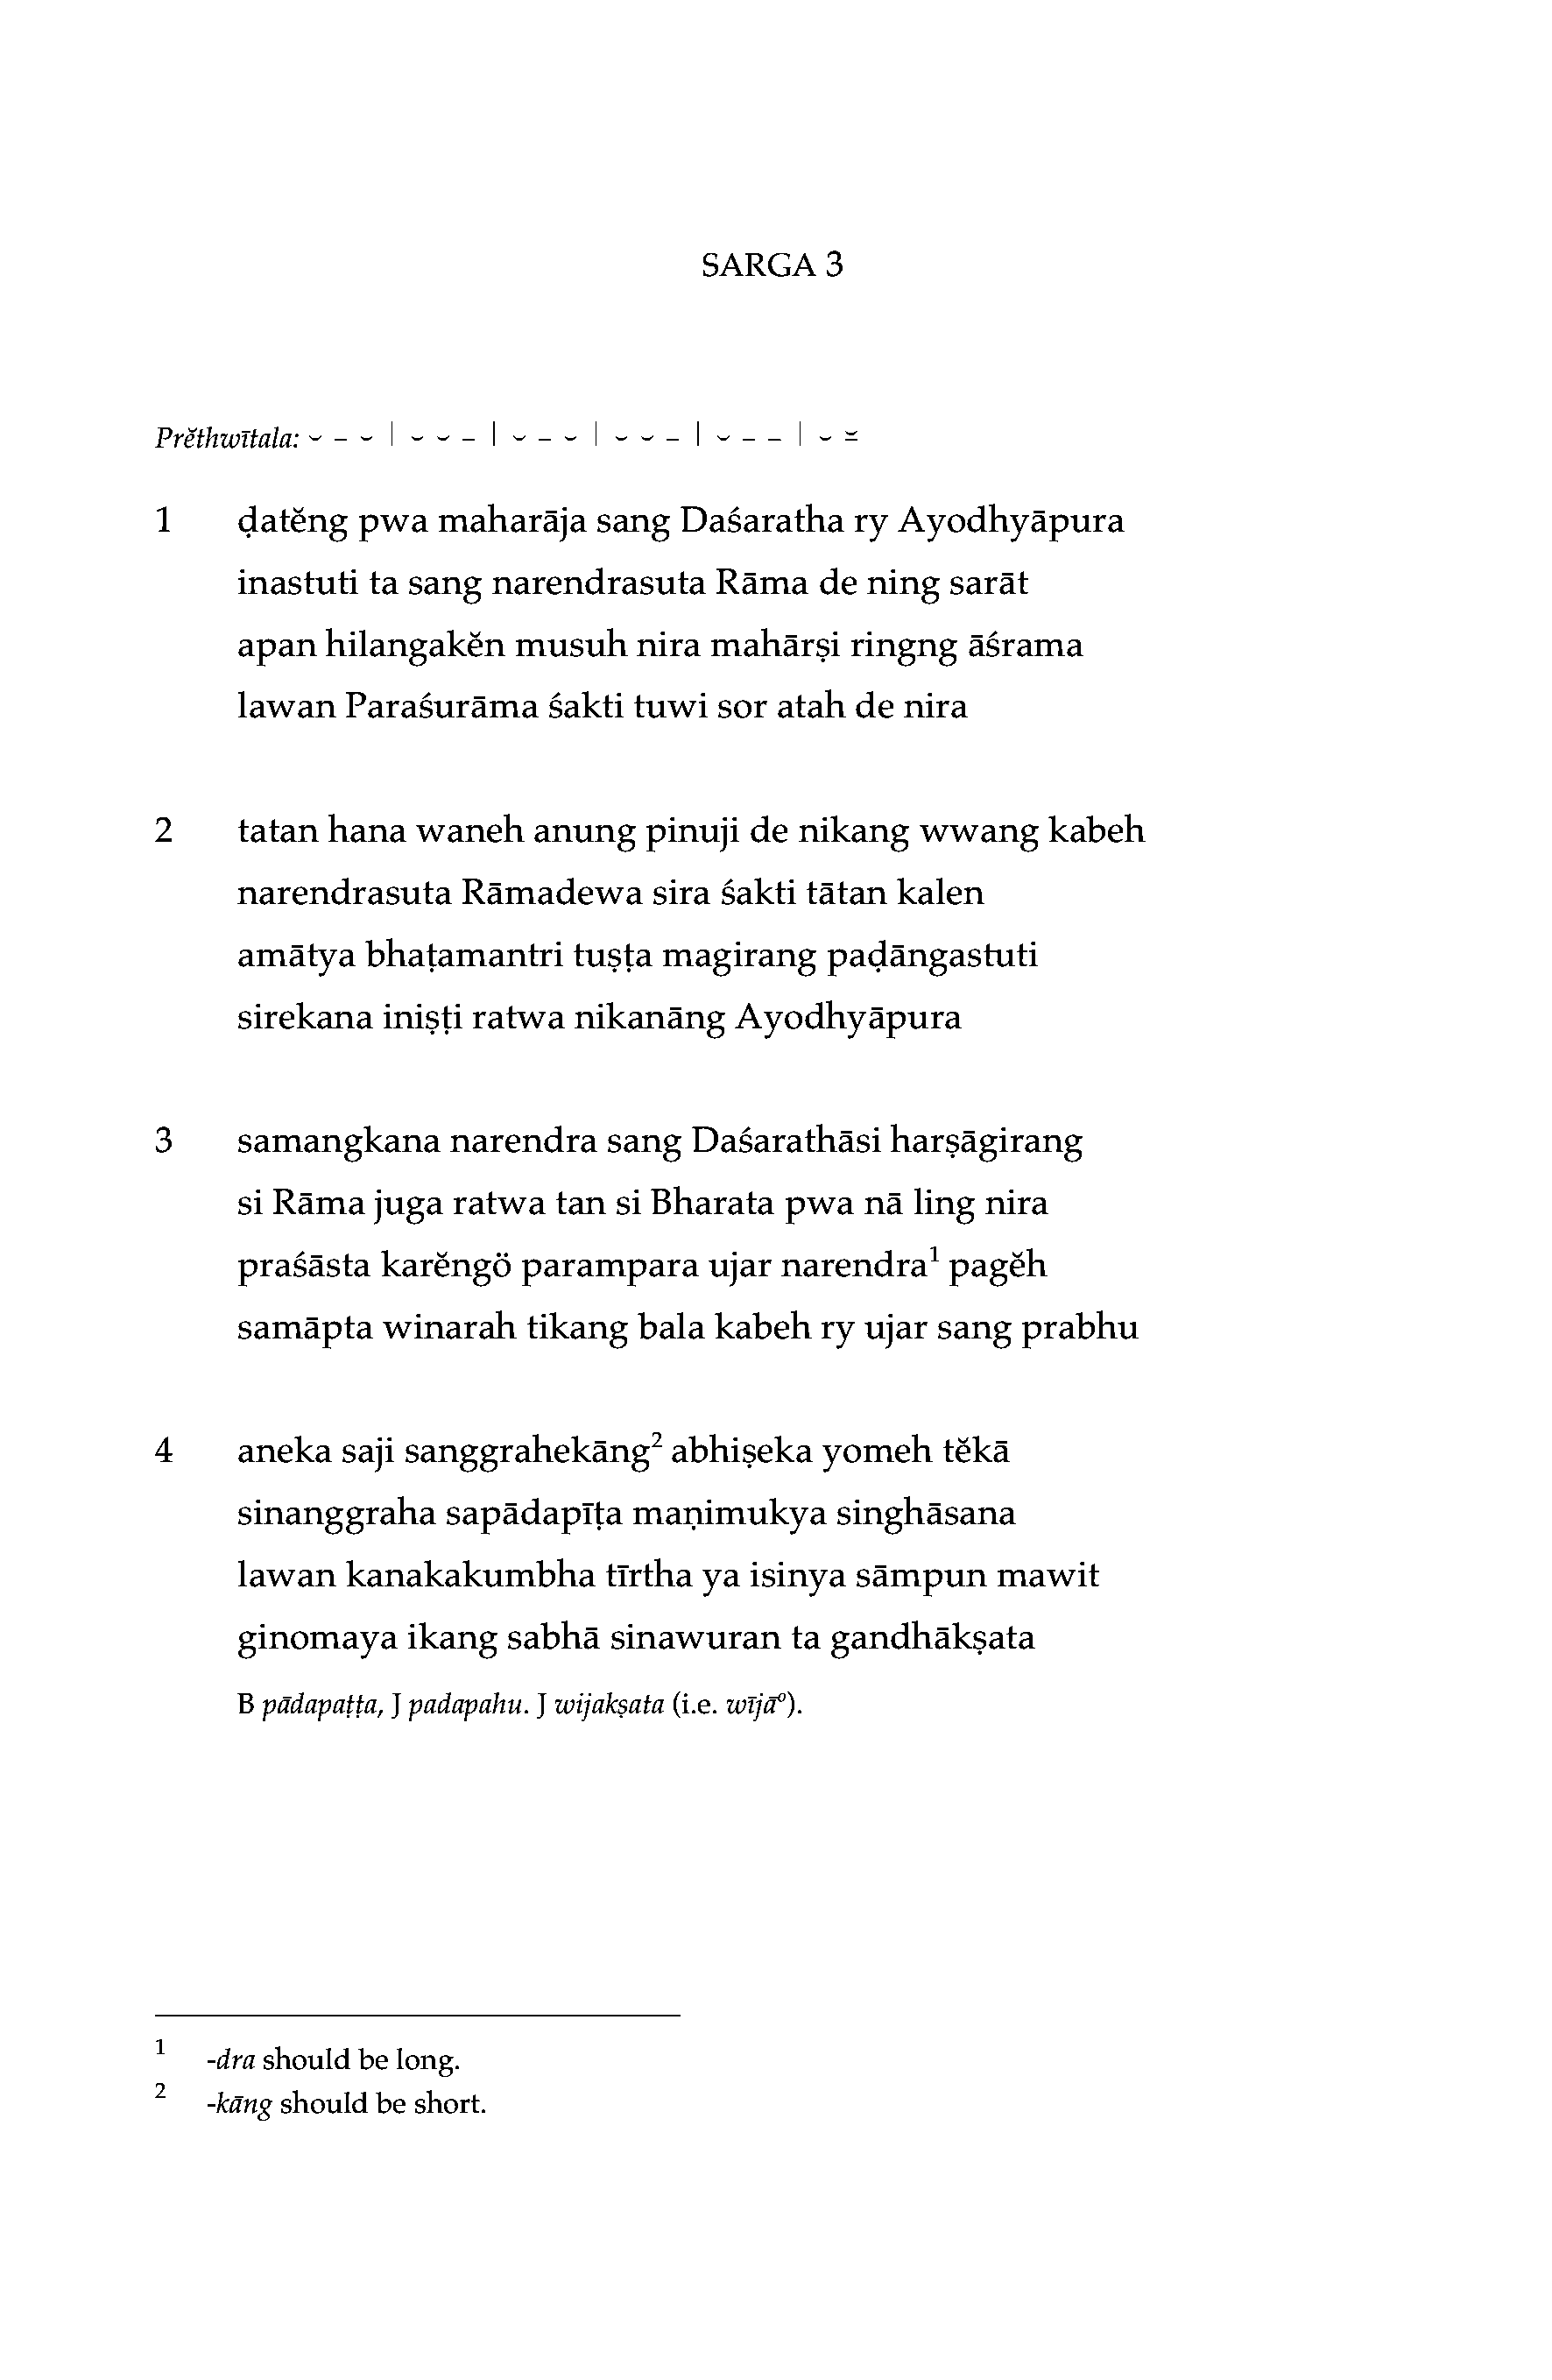 SARGA 3
Prĕthwītala: ⏑ – ⏑ | ⏑ ⏑ – | ⏑ – ⏑ | ⏑ ⏑ – | ⏑ – – | ⏑ ⏓
1 ḍatĕng pwa maharāja sang Daśaratha ry Ayodhyāpura
inastuti ta sang narendrasuta Rāma de ning sarāt
apan hilangakĕn musuh nira mahārṣi ringng āśrama
lawan Paraśurāma śakti tuwi sor atah de nira
2 tatan hana waneh anung pinuji de nikang wwang kabeh
narendrasuta Rāmadewa sira śakti tātan kalen
amātya bhaṭamantri tuṣṭa magirang paḍāngastuti
sirekana iniṣṭi ratwa nikanāng Ayodhyāpura
3 samangkana narendra sang Daśarathāsi harṣāgirang
si Rāma juga ratwa tan si Bharata pwa nā ling nira
praśāsta karĕngö parampara ujar narendra¹ pagĕh
samāpta winarah tikang bala kabeh ry ujar sang prabhu
4 aneka saji sanggrahekāng² abhiṣeka yomeh tĕkā
sinanggraha sapādapīṭa maṇimukya singhāsana
lawan kanakakumbha tīrtha ya isinya sāmpun mawit
ginomaya ikang sabhā sinawuran ta gandhākṣata
B pādapaṭṭa, J padapahu. J wijakṣata (i.e. wījāº).
1 -dra should be long.
2 -kāng should be short.